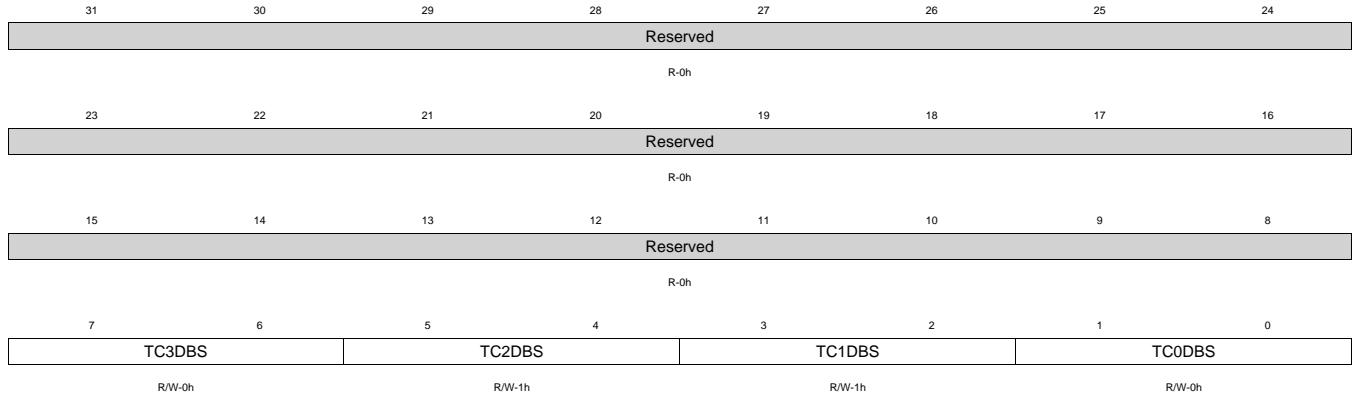 31 30 29 28 27 26 25 24
Reserved
R-0h
23 22 21 20 19 18 17 16
Reserved
R-0h
15 14 13 12 11 10 9 8
Reserved
R-0h
7 6 5 4 3 2 1 0
TC3DBS TC2DBS TC1DBS TC0DBS
R/W-0h R/W-1h R/W-1h R/W-0h